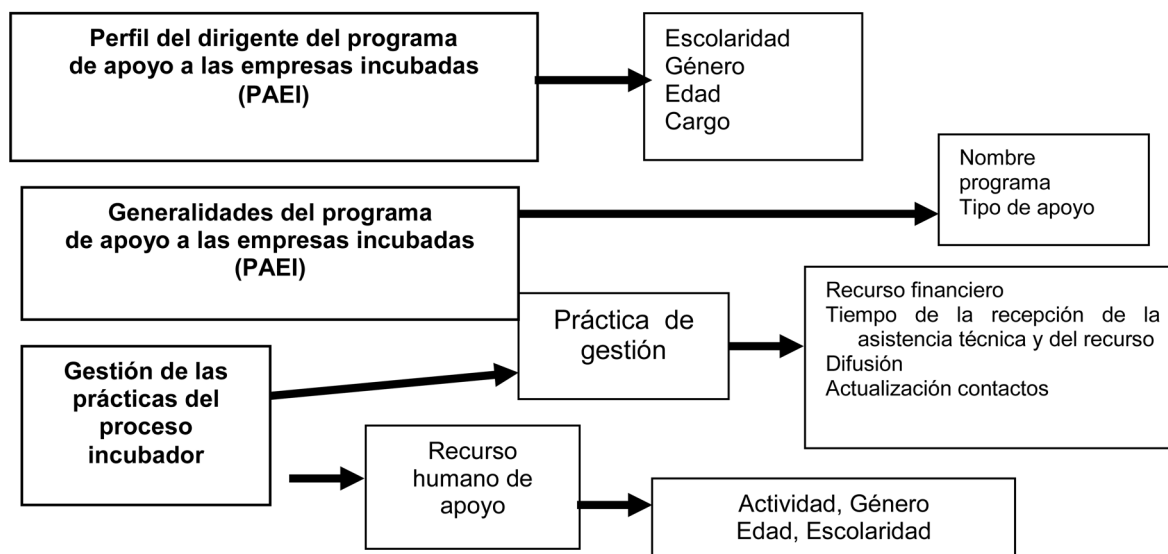 Perfil del dirigente del programa
de apoyo a las empresas incubadas
(PAEI)
Escolaridad
Género
Edad
Cargo
Nombre
programa
Tipo de apoyo
Generalidades del programa
de apoyo a las empresas incubadas
(PAEI)
Práctica de
gestión
Recurso financiero
Tiempo de la recepción de la
asistencia técnica y del recurso
Difusión
Actualización contactos
Gestión de las
prácticas del
proceso
incubador
Recurso
humano de
apoyo
Actividad, Género
Edad, Escolaridad